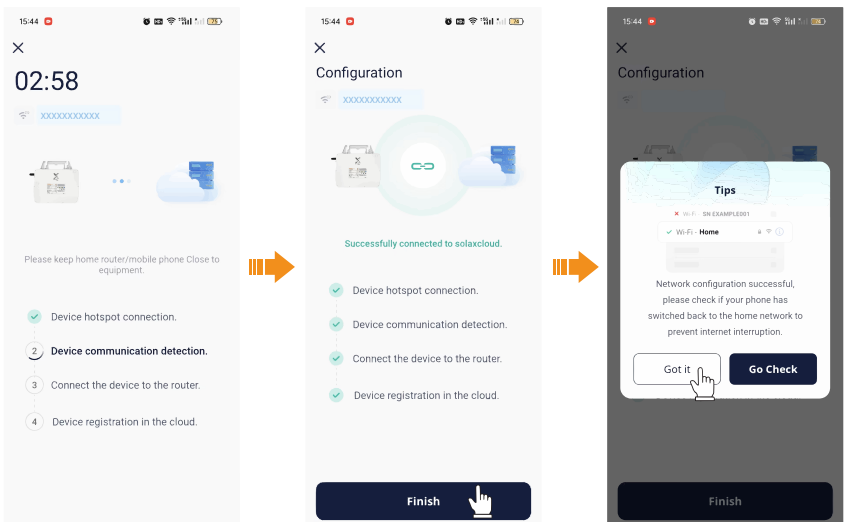 15:44
75
02:58
XXXXXXXXXXX
Please keep home router/mobile phone Close to
equipment.
Device hotspot connection.
2 Device communication detection.
3 Connect the device to the router.
4 Device registration in the cloud.
15:44
74
Configuration
XXXXXXXXXXX
Successfully connected to solaxcloud.
Device hotspot connection.
Device communication detection.
Connect the device to the router.
Device registration in the cloud.
Finish
15:44
Configuration
Tips
Wi-Fi - SN EXAMPLE001
Wi-Fi - Home
Network configuration successful,
please check if your phone has
switched back to the home network to
prevent internet interruption.
Got it
Go Check
Finish